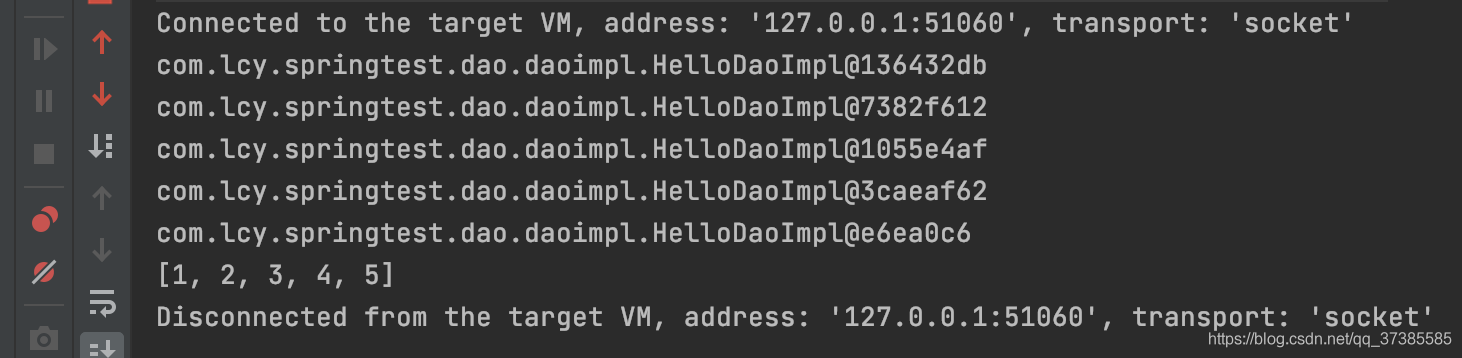 Connected to the target VM, address: '127.0.0.1:51060', transport: 'socket'
com.lcy.springtest.dao.daoimpl.HelloDaoImpl@136432db
com.lcy.springtest.dao.daoimpl.HelloDaoImpl@7382f612
com.lcy.springtest.dao.daoimpl.HelloDaoImpl@1055e4af
com.lcy.springtest.dao.daoimpl.HelloDaoImpl@3caeaf62
com.lcy.springtest.dao.daoimpl.HelloDaoImpl@e6ea0c6
[1, 2, 3, 4, 5]
Disconnected from the target VM, address: '127.0.0.1:51060', transport: 'socket'
https://blog.csdn.net/qq_37385585